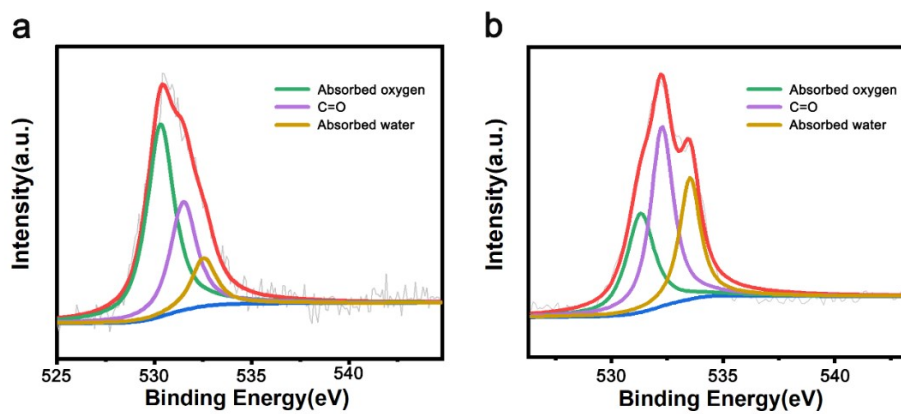 a
Absorbed oxygen
C=O
Absorbed water
Intensity(a.u.)
525 530 535 540
Binding Energy(eV)
b
Absorbed oxygen
C=O
Absorbed water
Intensity(a.u.)
530 535 540
Binding Energy(eV)